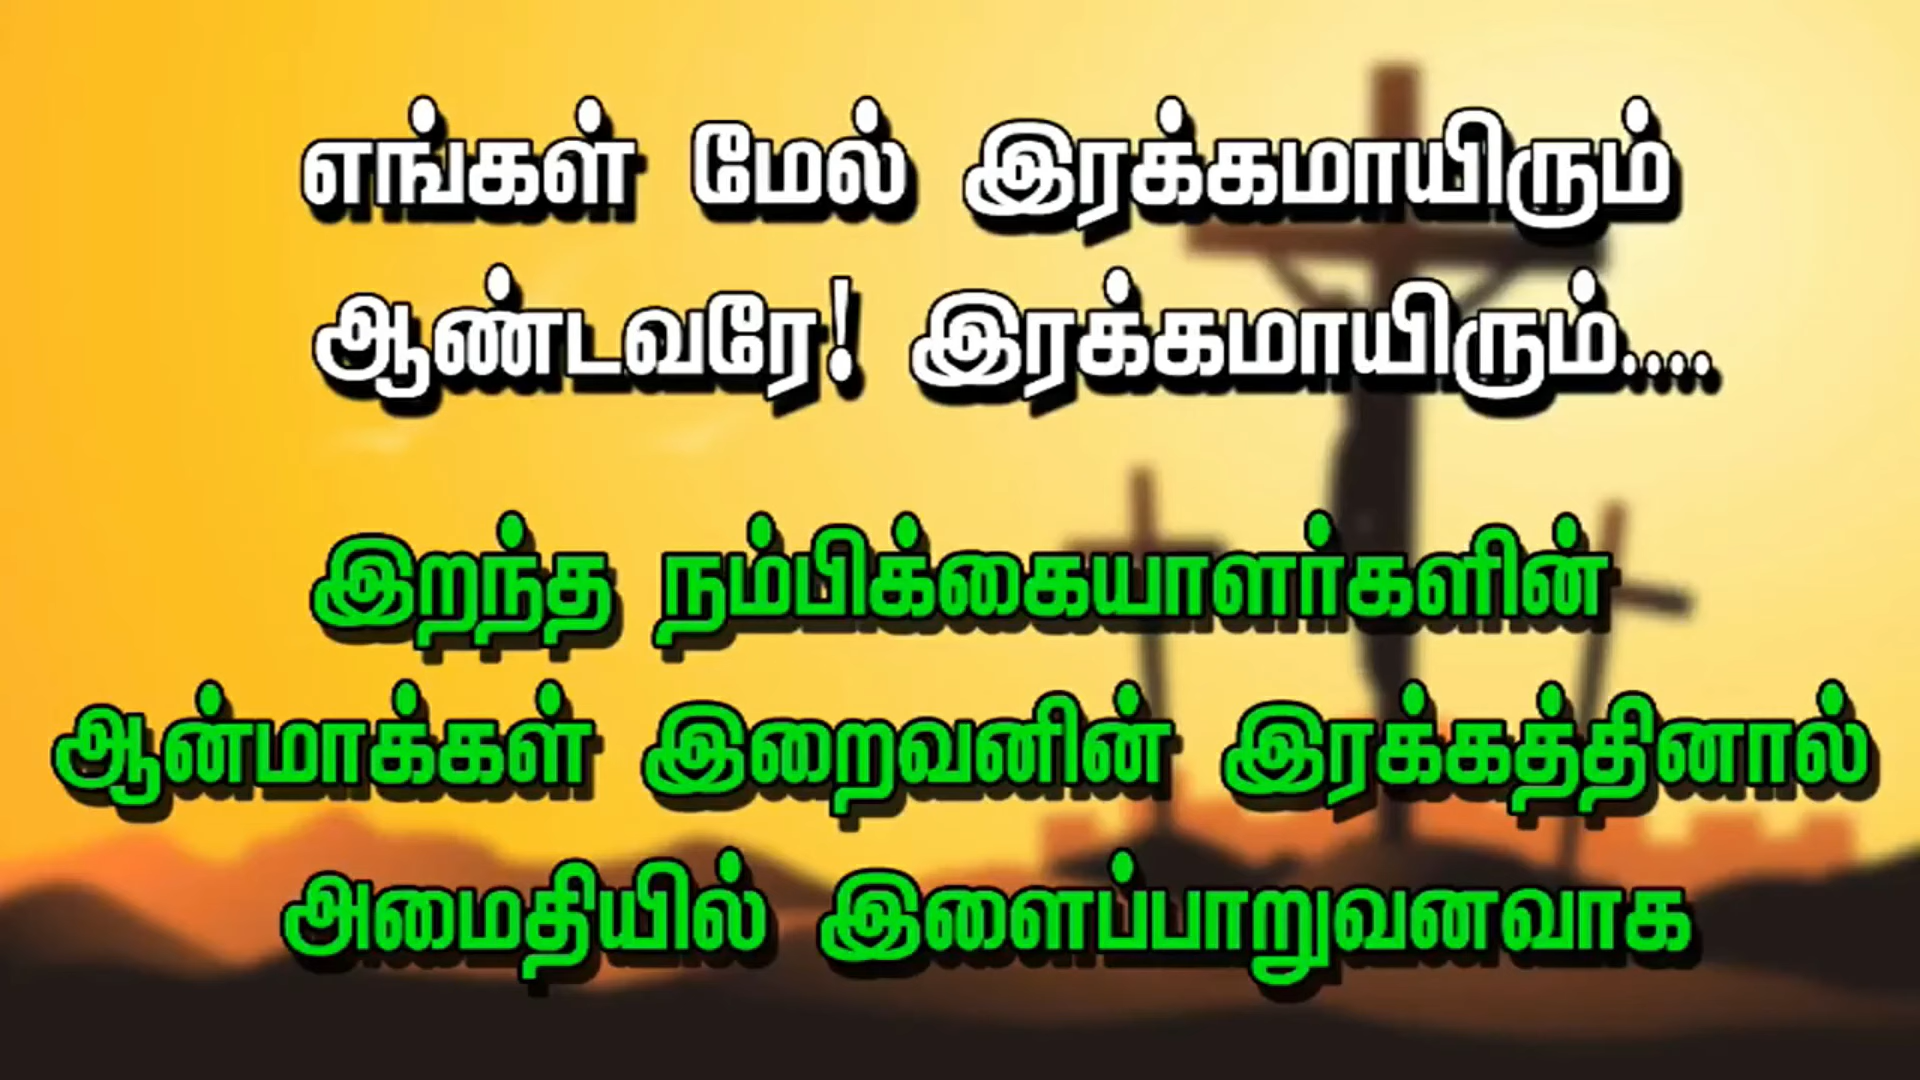 எங்கள் மேல் இரக்கமாயிரும்
ஆண்டவரே! இரக்கமாயிரும்....
இறந்த நம்பிக்கையாளர்களின்
ஆன்மாக்கள் இறைவனின் இரக்கத்தினால்
அமைதியில் இளைப்பாறுவனவாக